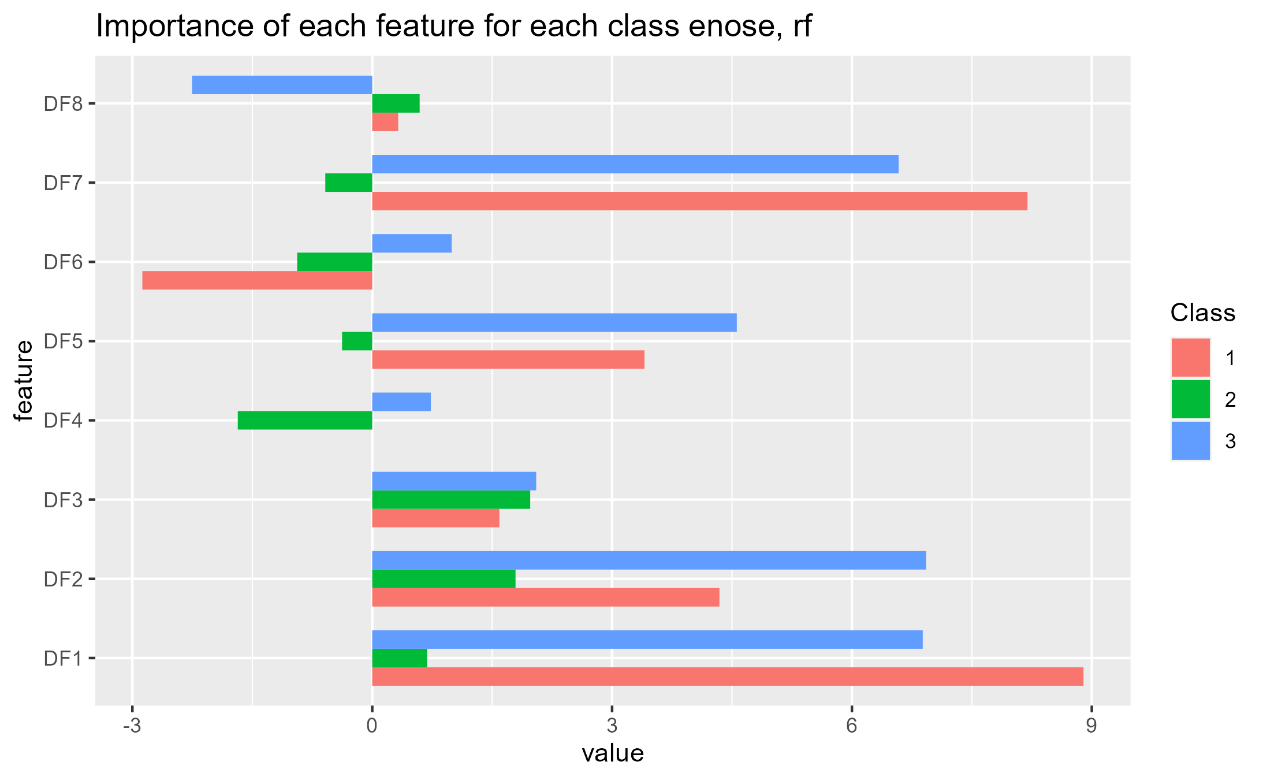 Importance of each feature for each class enose, rf
DF8
DF7
DF6
DF5
DF4
DF3
DF2
DF1
feature
-3 0 3 6 9
value
Class
1
2
3